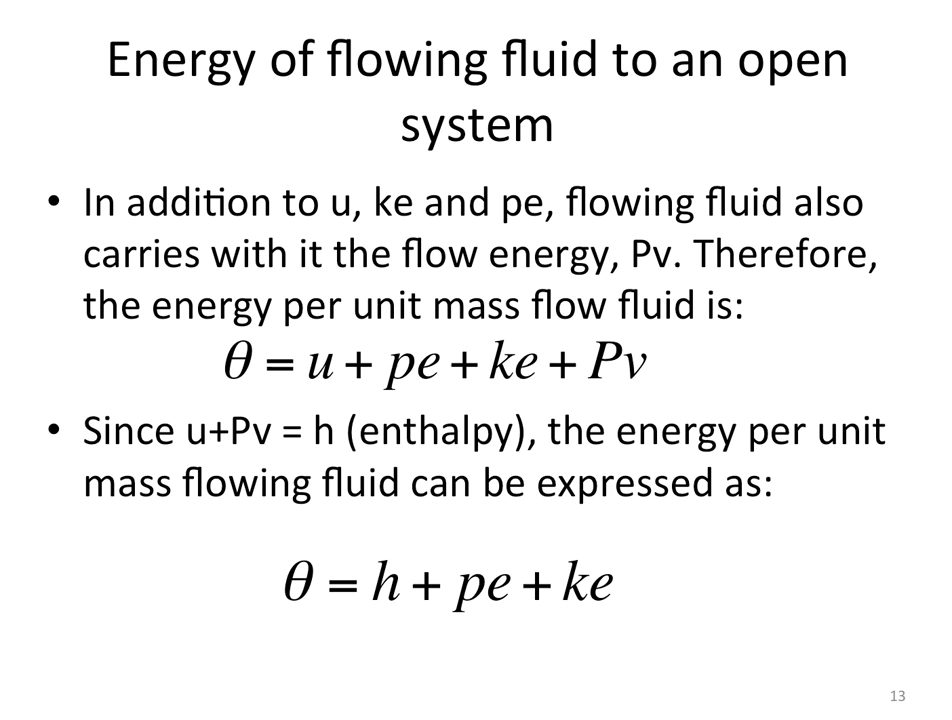 Energy of flowing fluid to an open
system
• In addition to u, ke and pe, flowing fluid also
carries with it the flow energy, Pv. Therefore,
the energy per unit mass flow fluid is:
θ = u + pe + ke + Pv
• Since u+Pv = h (enthalpy), the energy per unit
mass flowing fluid can be expressed as:
θ = h + pe + ke
13